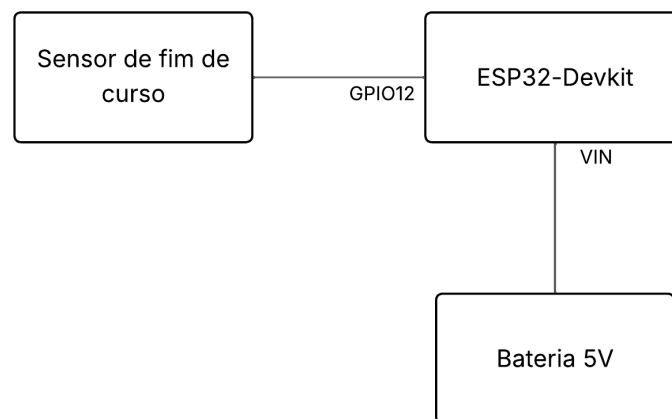 Sensor de fim de
curso
GPIO12
ESP32-Devkit
VIN
Bateria 5V